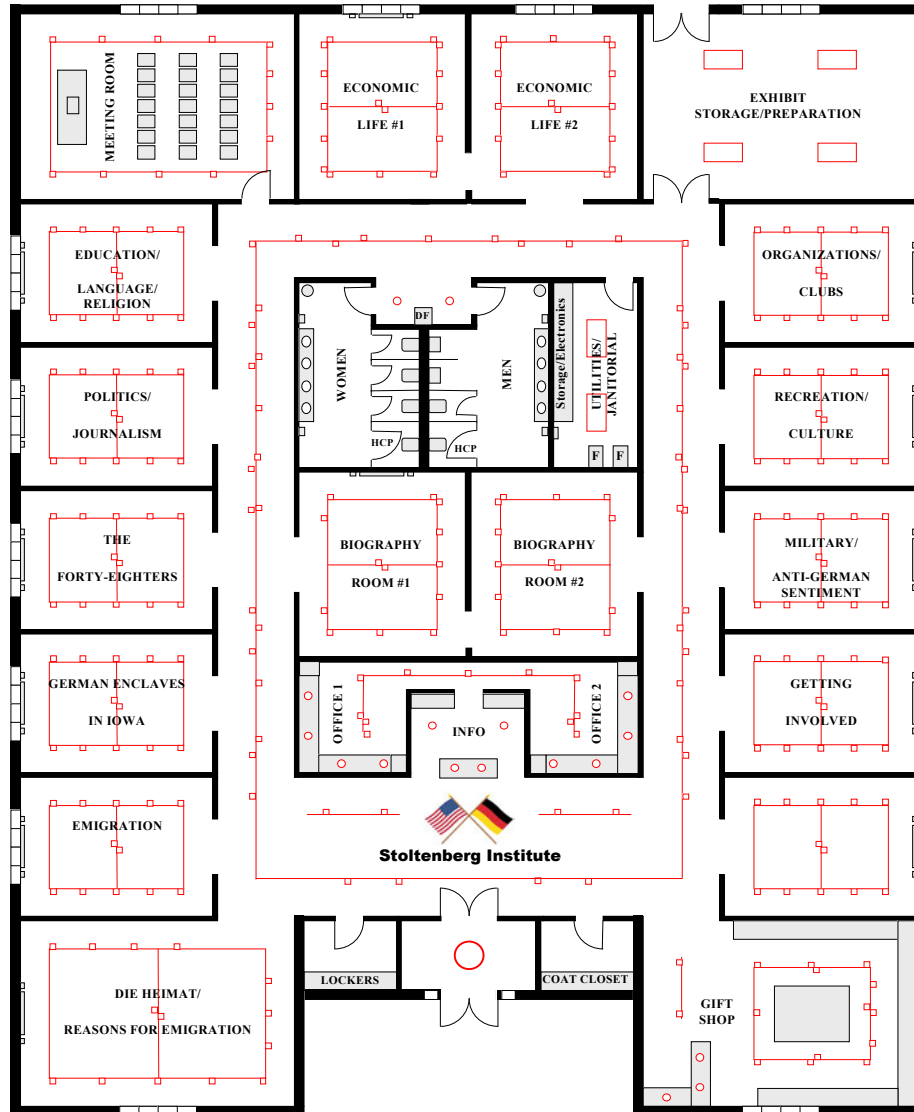 MEETING ROOM
ECONOMIC
LIFE #1
ECONOMIC
LIFE #2
EXHIBIT
STORAGE/PREPARATION
EDUCATION/
LANGUAGE/
RELIGION
ORGANIZATIONS/
CLUBS
WOMEN
DF
MEN
Storage/Electronics
UTILITIES/
JANITORIAL
HCP
HCP
F
F
POLITICS/
JOURNALISM
RECREATION/
CULTURE
THE
FORTY-EIGHTERS
BIOGRAPHY
ROOM #1
BIOGRAPHY
ROOM #2
MILITARY/
ANTI-GERMAN
SENTIMENT
GERMAN ENCLAVES
IN IOWA
OFFICE 1
INFO
OFFICE 2
GETTING
INVOLVED
EMIGRATION
Stoltenberg Institute
LOCKERS
COAT CLOSET
DIE HEIMAT/
REASONS FOR EMIGRATION
GIFT
SHOP